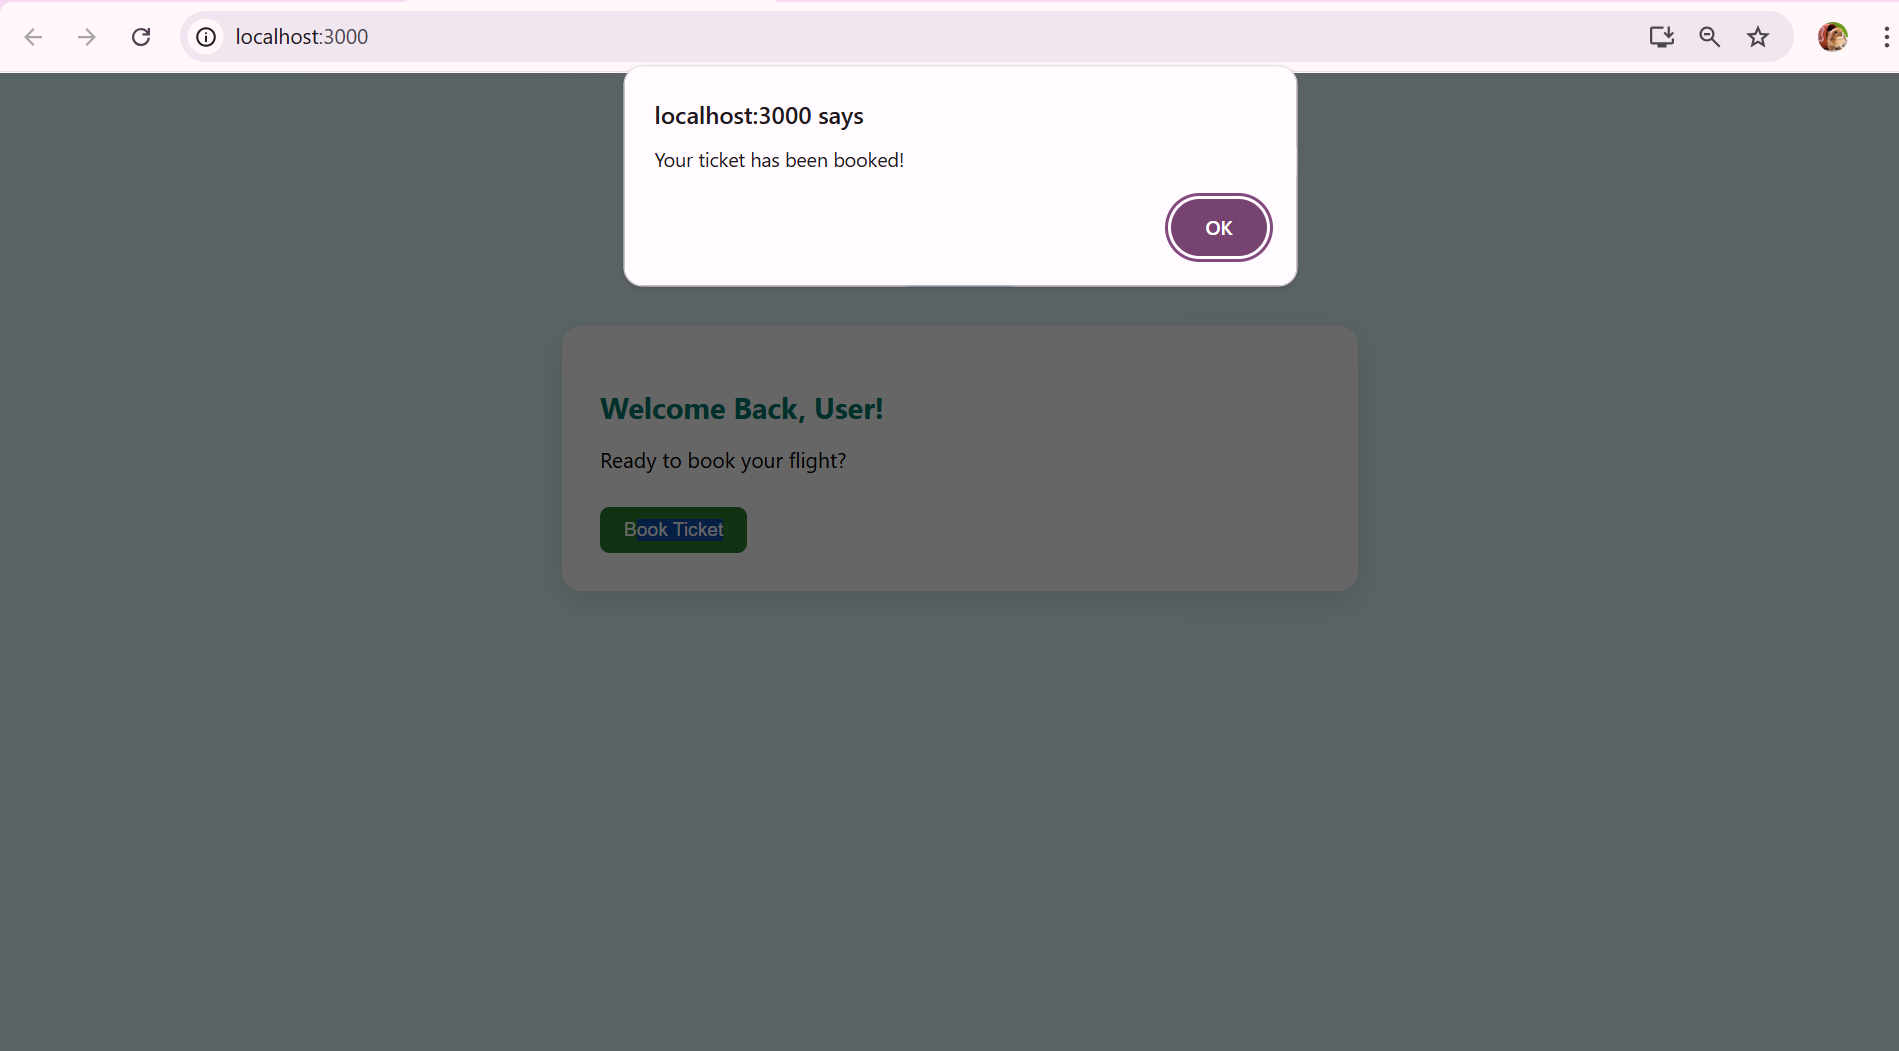 localhost:3000
localhost:3000 says
Your ticket has been booked!
OK
Welcome Back, User!
Ready to book your flight?
Book Ticket